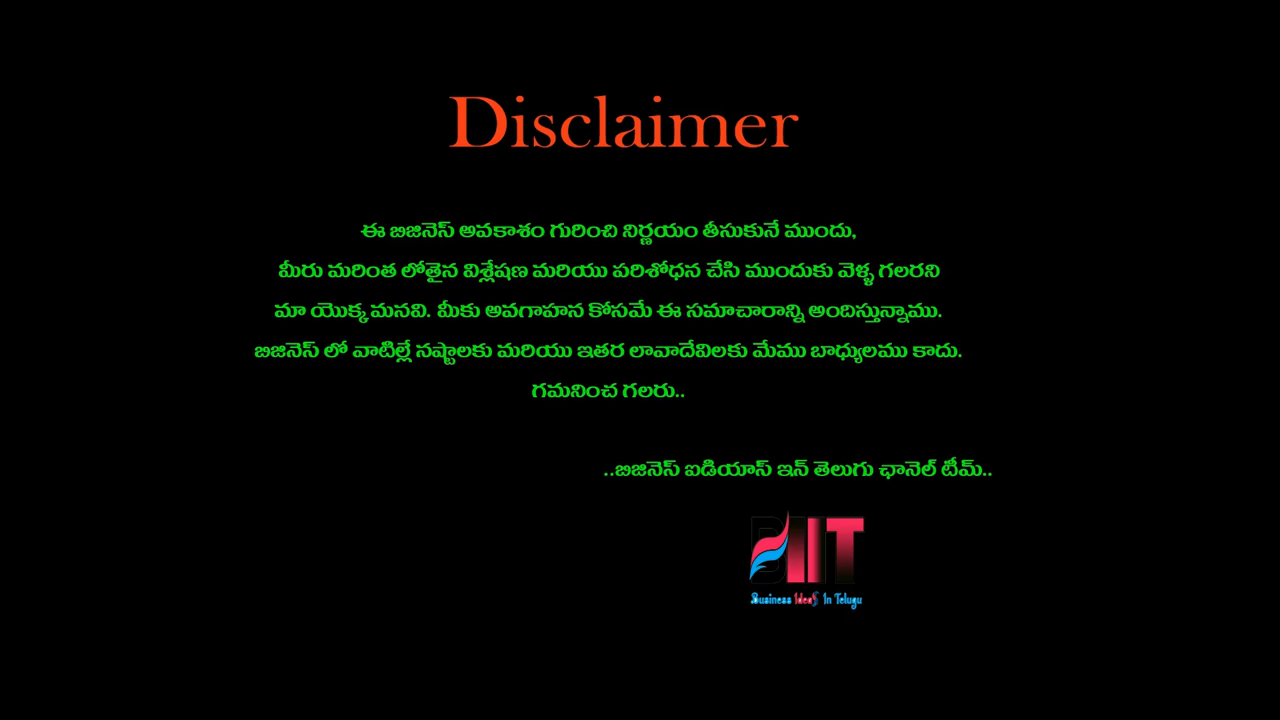 Disclaimer
ఈ బిజినెస్ అవకాశం గురించి నిర్ణయం తీసుకునే ముందు,
మీరు మరింత లోతైన విశ్లేషణ మరియు పరిశోధన చేసి ముందుకు వెళ్ళ గలరని
మా యొక్క మనవి. మీకు అవగాహన కోసమే ఈ సమాచారాన్ని అందిస్తున్నాము.
బిజినెస్ లో వాటిల్లే నష్టాలకు మరియు ఇతర లావాదేవిలకు మేము బాధ్యులము కాదు.
గమనించ గలరు..
..బిజినెస్ ఐడియాస్ ఇన్ తెలుగు ఛానెల్ టీమ్..
BIIT
Business Ideas In Telugu